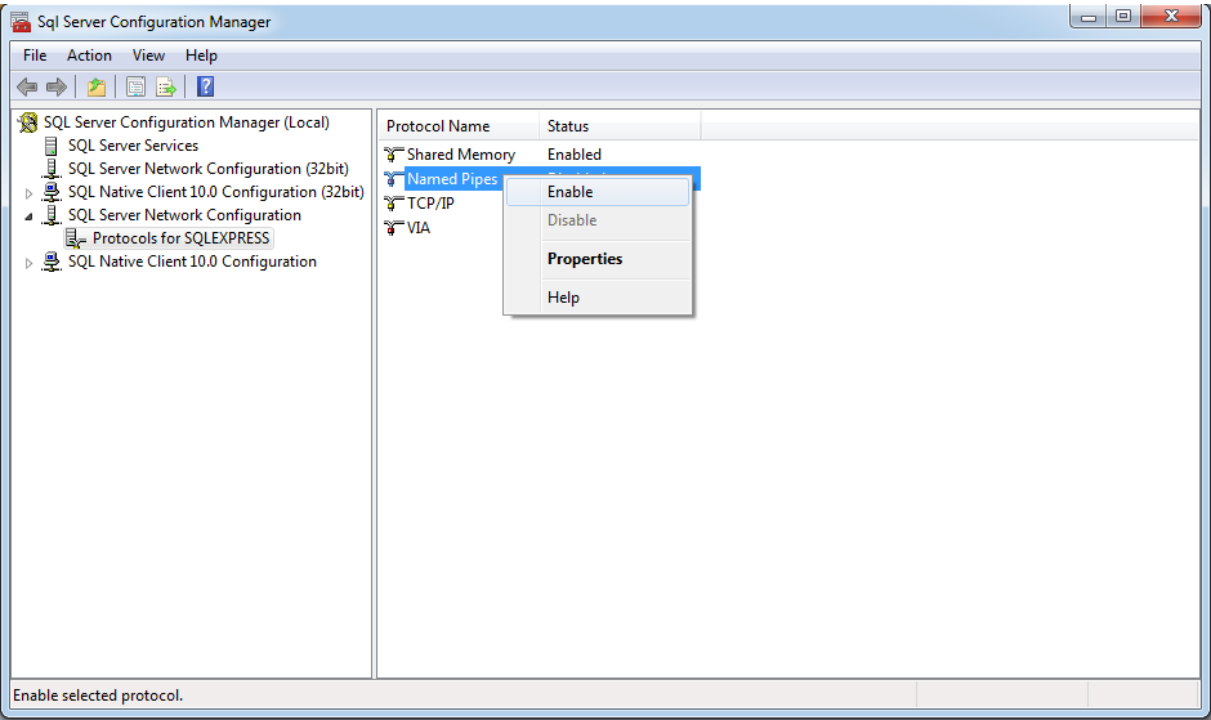 Sql Server Configuration Manager
File Action View Help
SQL Server Configuration Manager (Local)
SQL Server Services
SQL Server Network Configuration (32bit)
SQL Native Client 10.0 Configuration (32bit)
SQL Server Network Configuration
Protocols for SQLEXPRESS
SQL Native Client 10.0 Configuration
Protocol Name Status
Shared Memory Enabled
Named Pipes
TCP/IP
VIA
Enable
Disable
Properties
Help
Enable selected protocol.